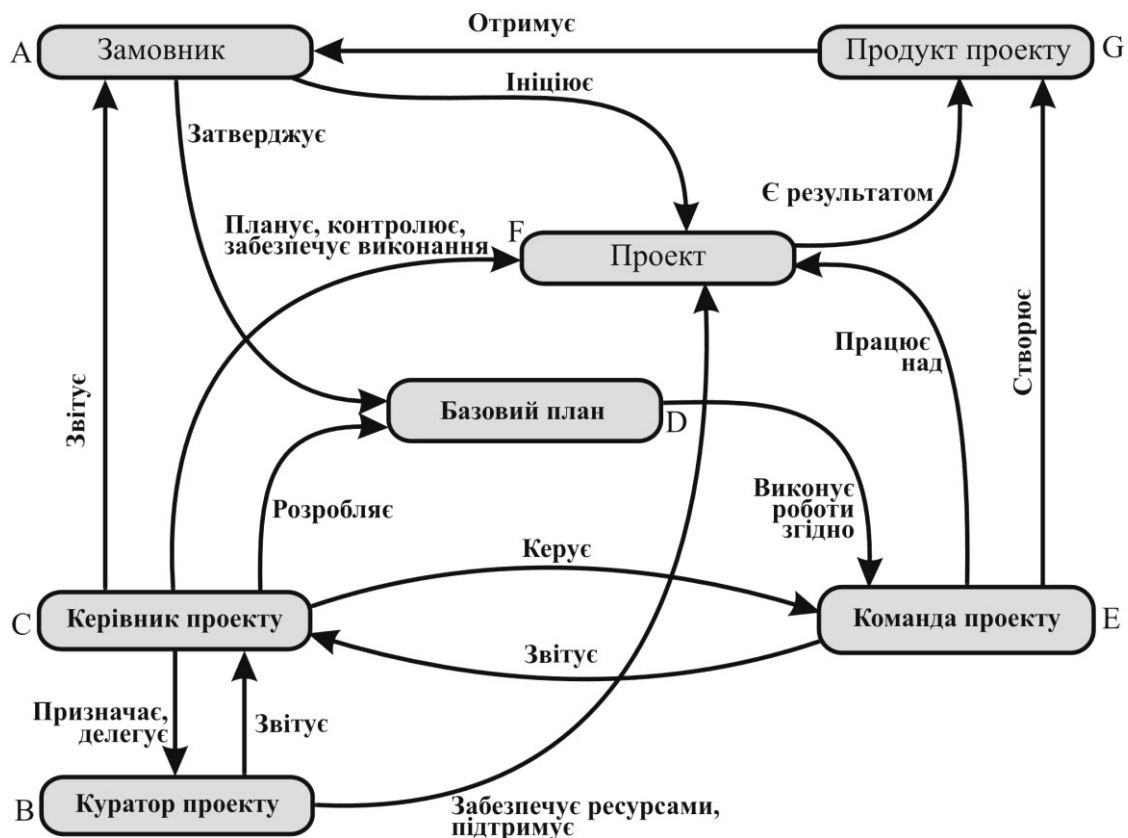 Отримує
A
Замовник
Продукт проекту
G
Ініціює
Затверджує
Є результатом
Планує, контролює,
забезпечує виконання
F
Проект
Створює
Працює
над
Звітує
Базовий план
D
Виконує
роботи
згідно
Розробляє
Керує
C
Керівник проекту
Команда проекту
E
Звітує
Призначає,
делегує
Звітує
B
Куратор проекту
Забезпечує ресурсами,
підтримує